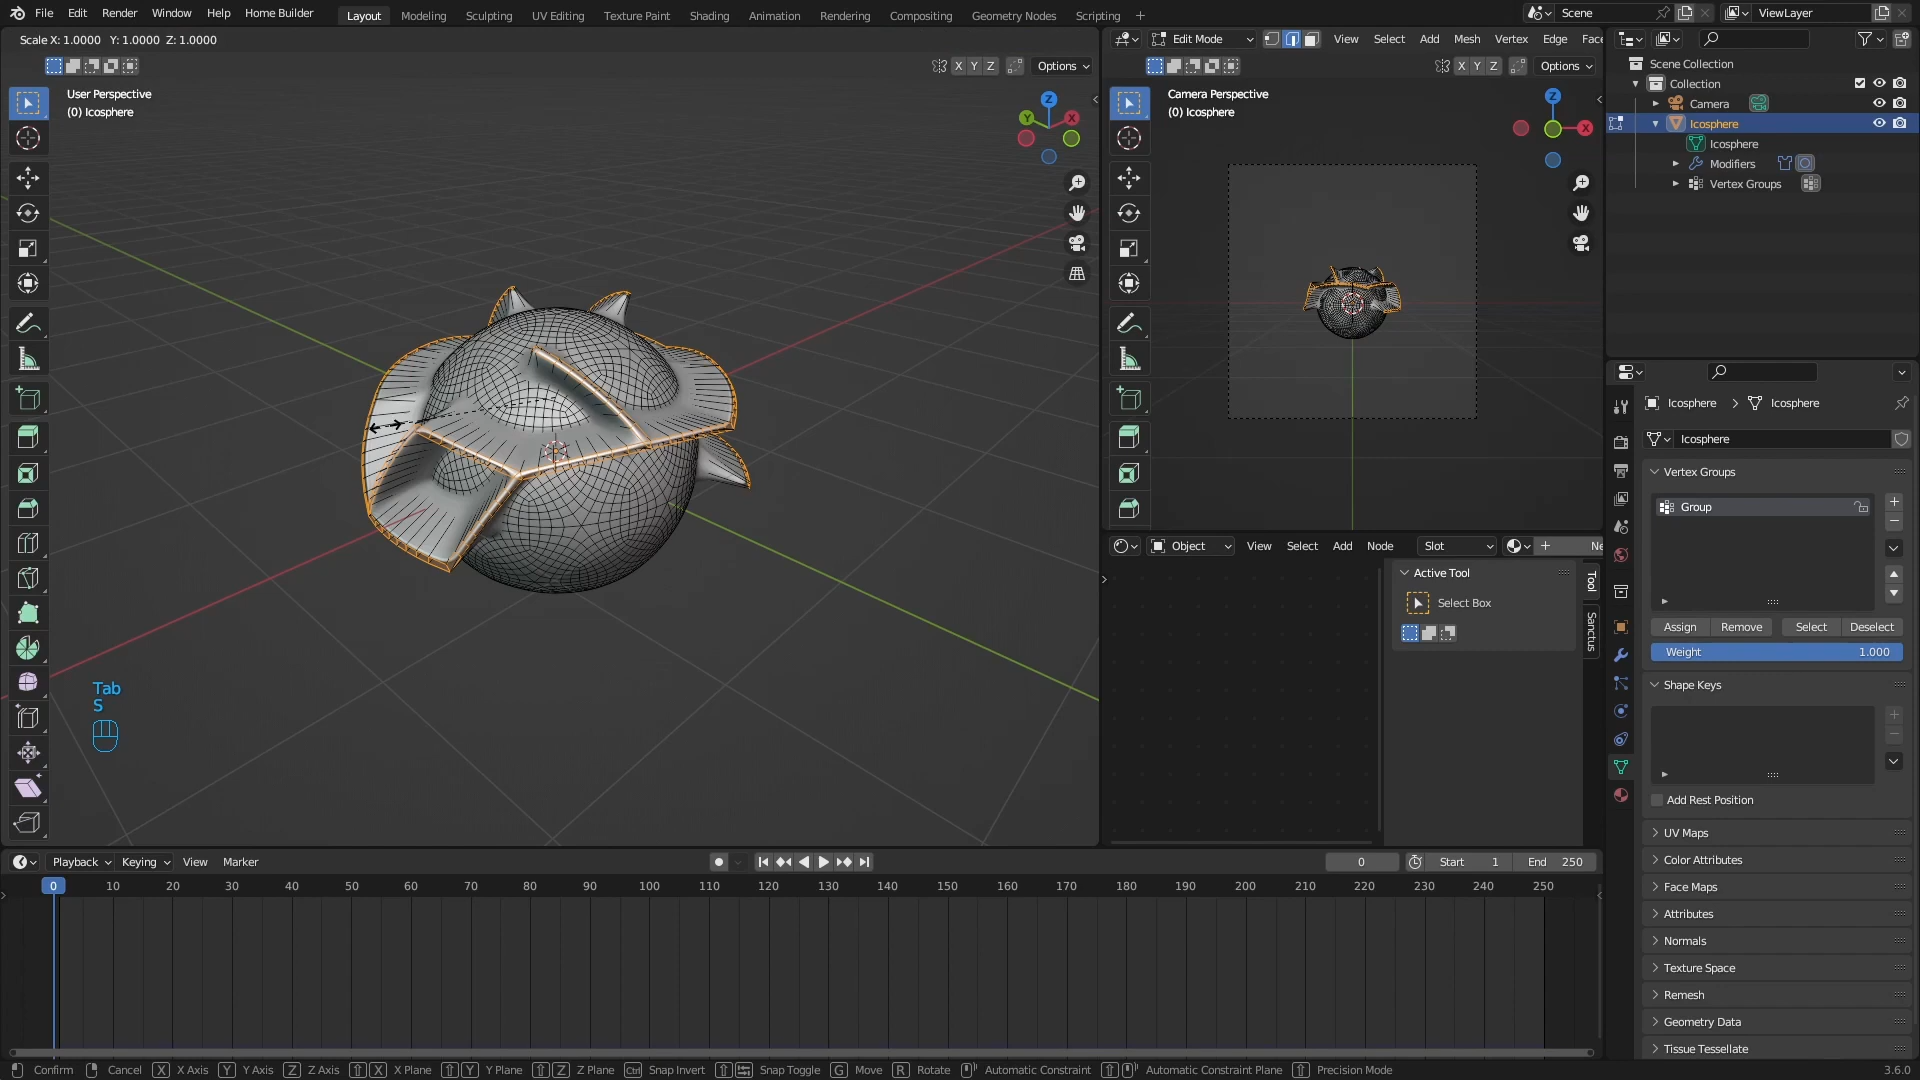 File Edit Render Window Help Home Builder Layout Modeling Sculpting UV Editing Texture Paint Shading Animation Rendering Compositing Geometry Nodes Scripting + Scene ViewLayer
Scale X: 1.0000 Y: 1.0000 Z: 1.0000
X Y Z Options
User Perspective
(0) Icosphere
Z
Y X
Tab
S
Edit Mode View Select Add Mesh Vertex Edge Face
X Y Z Options
Camera Perspective
(0) Icosphere
Z
X
Object View Select Add Node Slot + Ne
Active Tool
Select Box
Tool
Sanctus
Scene Collection
Collection
Camera
Icosphere
Icosphere
Modifiers
Vertex Groups
Icosphere > Icosphere
Icosphere
Vertex Groups
Group
Assign Remove Select Deselect
Weight 1.000
Shape Keys
Add Rest Position
UV Maps
Color Attributes
Face Maps
Attributes
Normals
Texture Space
Remesh
Geometry Data
Tissue Tessellate
Playback Keying View Marker 0 Start 1 End 250
0 10 20 30 40 50 60 70 80 90 100 110 120 130 140 150 160 170 180 190 200 210 220 230 240 250
Confirm Cancel X X Axis Y Y Axis Z Z Axis X X Plane Y Y Plane Z Z Plane Ctrl Snap Invert Snap Toggle G Move R Rotate Automatic Constraint Automatic Constraint Plane Precision Mode 3.6.0